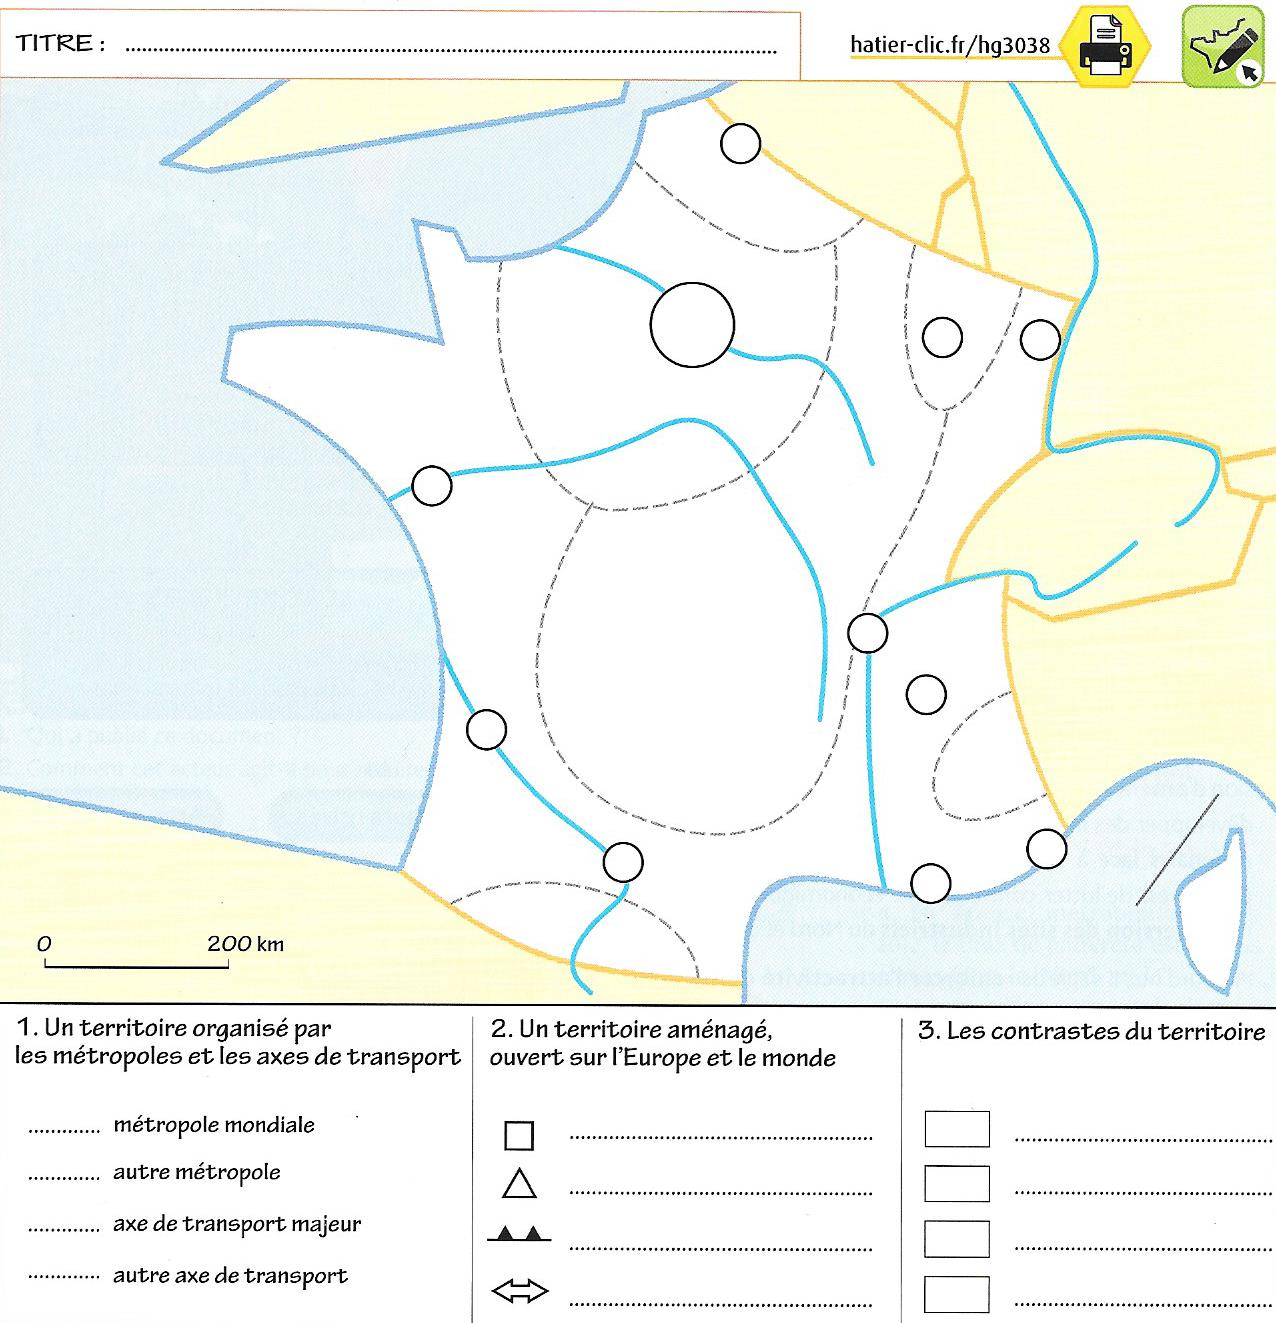 TITRE : ........................
hatier-clic.fr/hg3038
0 200 km
1. Un territoire organisé par
les métropoles et les axes de transport
............. métropole mondiale
............. autre métropole
............. axe de transport majeur
............. autre axe de transport
2. Un territoire aménagé,
ouvert sur l'Europe et le monde
3. Les contrastes du territoire